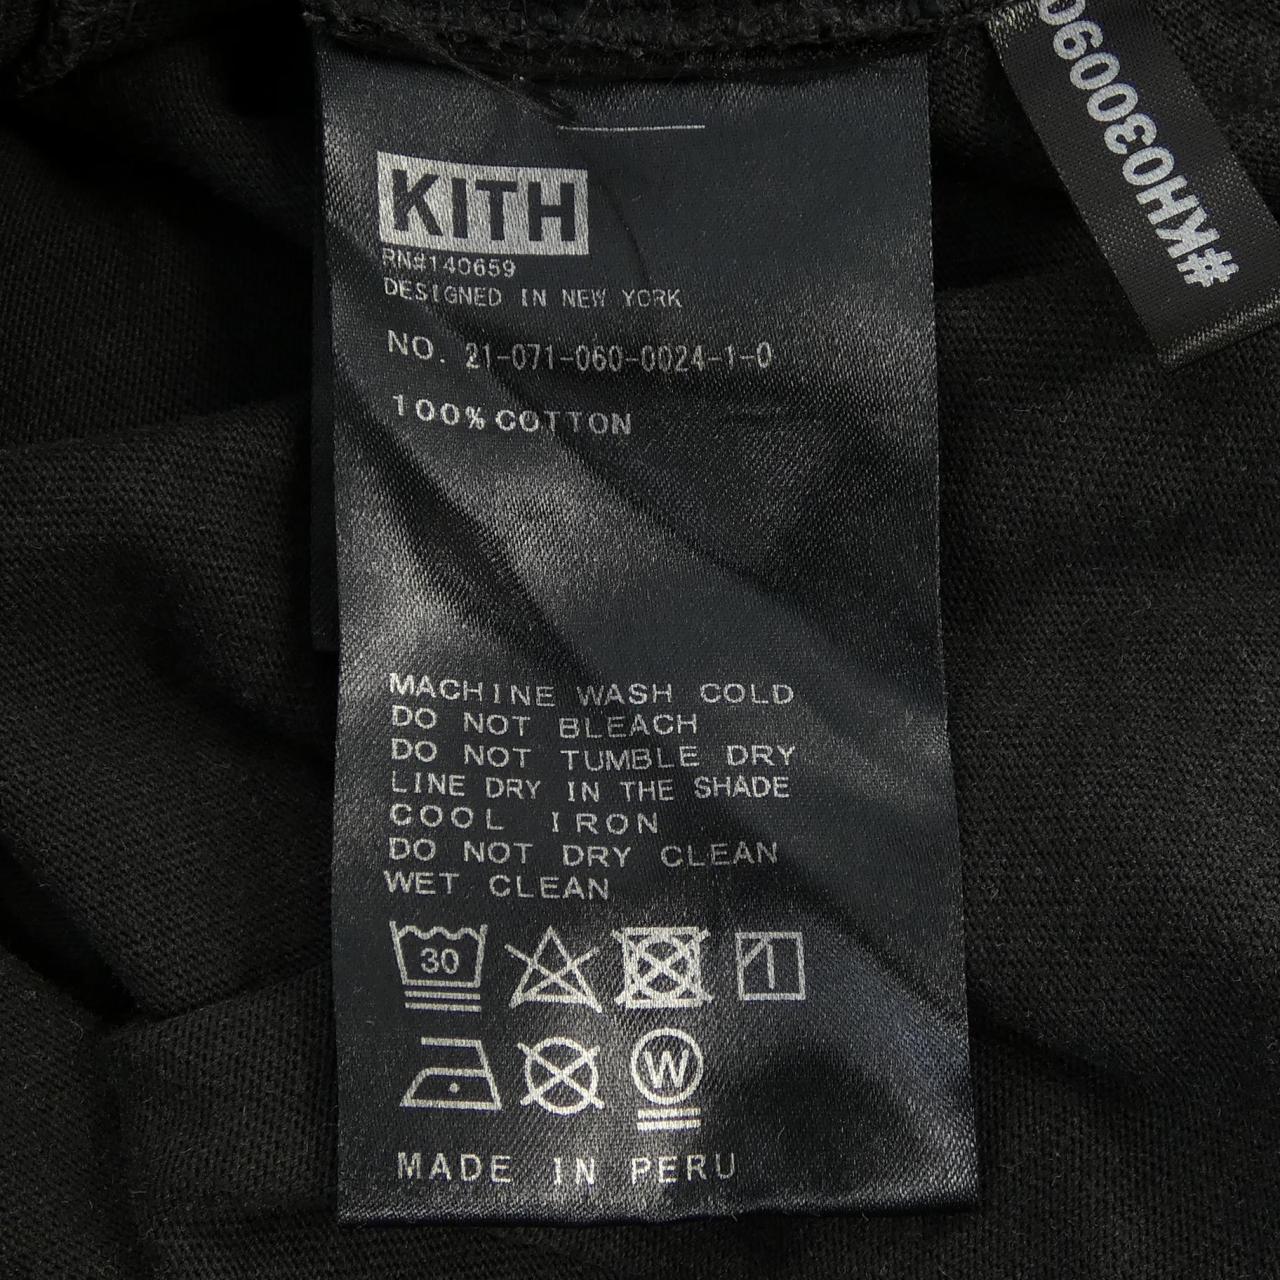 KITH
RN#140659
DESIGNED IN NEW YORK
NO. 21-071-060-0024-1-0
100% COTTON
MACHINE WASH COLD
DO NOT BLEACH
DO NOT TUMBLE DRY
LINE DRY IN THE SHADE
COOL IRON
DO NOT DRY CLEAN
WET CLEAN
30
W
MADE IN PERU
#KH030090